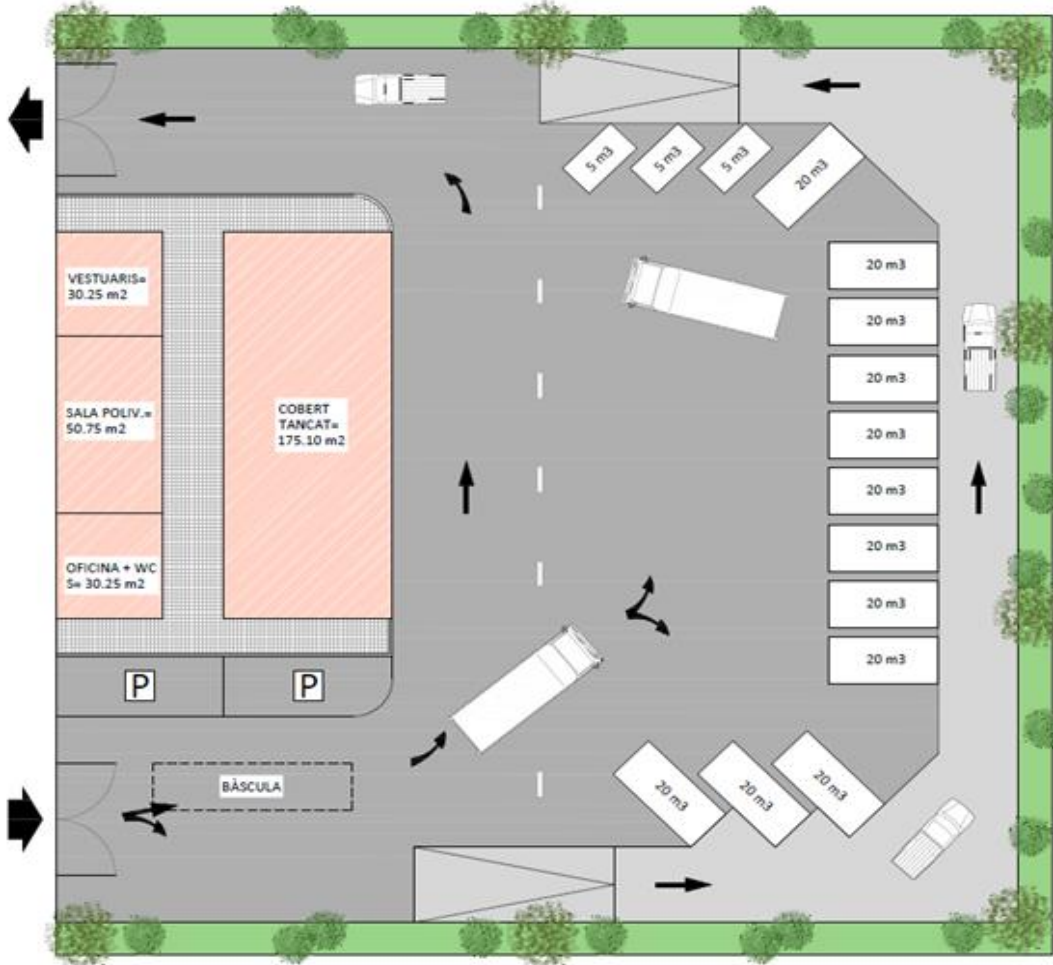 5 m3
5 m3
5 m3
20 m3
20 m3
20 m3
20 m3
20 m3
20 m3
20 m3
20 m3
20 m3
VESTUARIS=
30.25 m2
SALA POLIV.=
50.75 m2
OFICINA + WC
S= 30.25 m2
COBERT
TANCAT=
175.10 m2
P
P
BÀSCULA
20 m3
20 m3
20 m3